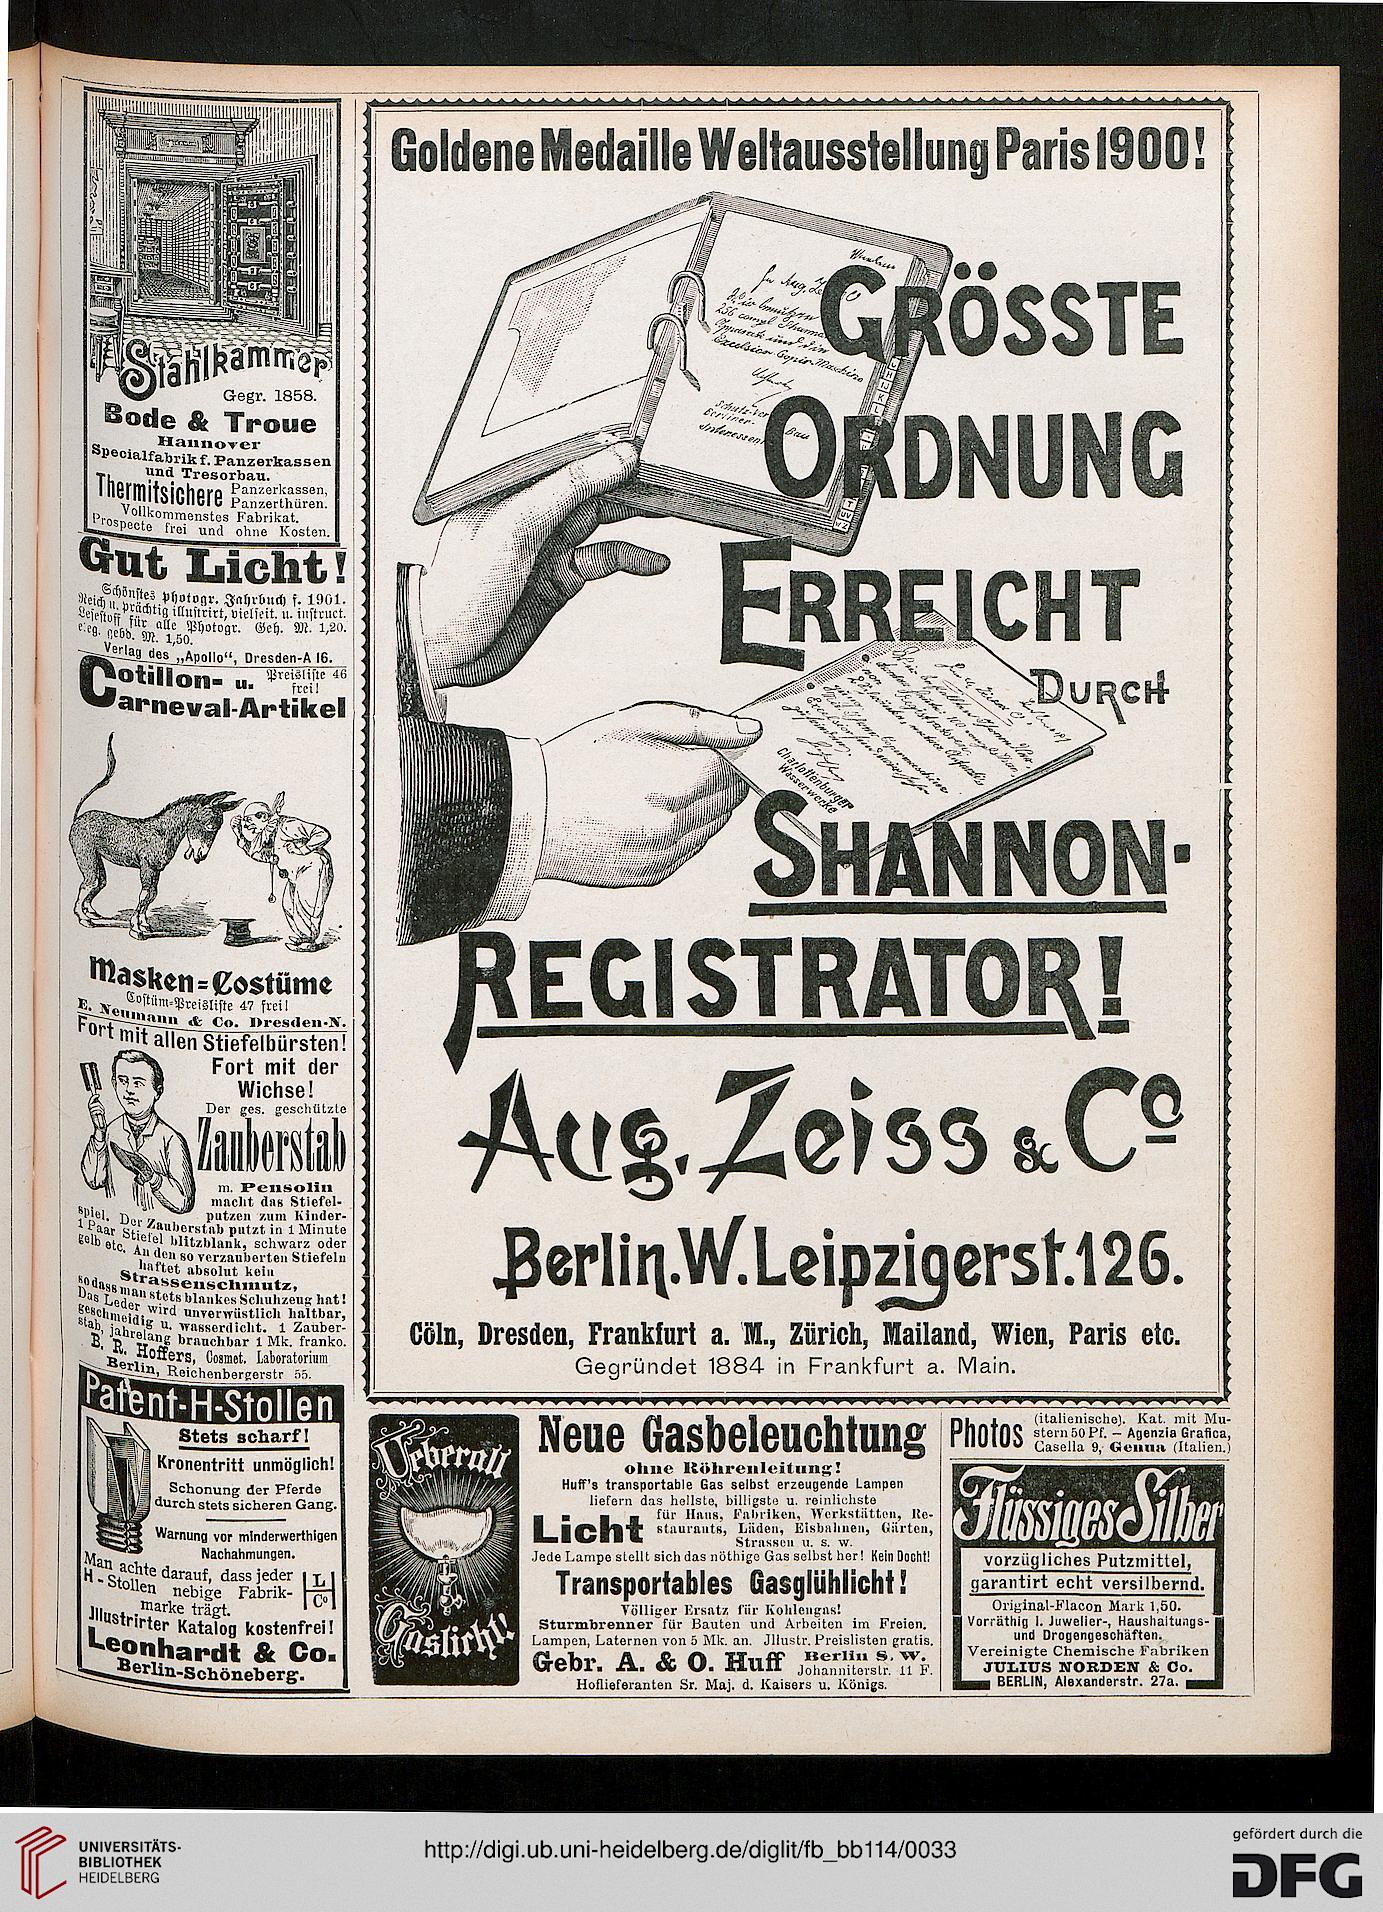 Stahlkammer
Gegr. 1858.
Bode & Troue
Hannover
Specialfabrik f. Panzerkassen
und Tresorbau.
Thermitsichere Panzerkassen,
Panzerthüren.
Vollkommenstes Fabrikat.
Prospecte frei und ohne Kosten.
Gut Licht!
Schönstes photogr. Jahrbuch f. 1901.
Reich u. prächtig illustrirt, vielseit. u. instruct.
Lesestoff für alle Photogr. Geh. M. 1,20.
eleg. gebd. M. 1,50.
Verlag des „Apollo“, Dresden-A 16.
Cotillon- u. Preisliste 46
frei!
Carneval-Artikel
Masken-Costüme
Costüm-Preisliste 47 frei!
E. Neumann & Co. Dresden-N.
Fort mit allen Stiefelbürsten!
Fort mit der
Wichse!
Der ges. geschützte
Zauberstab
m. Pensolin
macht das Stiefel-
putzen zum Kinder-
spiel. Der Zauberstab putzt in 1 Minute
1 Paar Stiefel blitzblank, schwarz oder
gelb etc. An den so verzauberten Stiefeln
haftet absolut kein
Strassenschmutz,
sodass man stets blankes Schuhzeug hat!
Das Leder wird unverwüstlich haltbar,
geschmeidig u. wasserdicht. 1 Zauber-
stab, jahrelang brauchbar 1 Mk. franko.
B. R. Hoffers, Cosmet. Laboratorium
Berlin, Reichenbergerstr 55.
Patent-H-Stollen
Stets scharf!
Kronentritt unmöglich!
Schonung der Pferde
durch stets sicheren Gang.
Warnung vor minderwerthigen
Nachahmungen.
Man achte darauf, dass jeder
H-Stollen nebige Fabrik-
marke trägt.
L
Co
Jllustrirter Katalog kostenfrei!
Leonhardt & Co.
Berlin-Schöneberg.
Goldene Medaille Weltausstellung Paris 1900!
GRÖSSTE
ORDNUNG
ERREICHT
DURCH
Charlottenburger
Wasserwerke
SHANNON-
REGISTRATOR!
Aug. Zeiss & Co
Berlin.W.Leipzigerst.126.
Cöln, Dresden, Frankfurt a. M., Zürich, Mailand, Wien, Paris etc.
Gegründet 1884 in Frankfurt a. Main.
Ueberall
Gaslicht!
Neue Gasbeleuchtung
ohne Röhrenleitung!
Huff's transportable Gas selbst erzeugende Lampen
liefern das hellste, billigste u. reinlichste
Licht für Haus, Fabriken, Werkstätten, Re-
staurants, Läden, Eisbahnen, Gärten,
Strassen u. s. w.
Jede Lampe stellt sich das nöthige Gas selbst her! Kein Docht!
Transportables Gasglühlicht!
Völliger Ersatz für Kohlengas!
Sturmbrenner für Bauten und Arbeiten im Freien.
Lampen, Laternen von 5 Mk. an. Jllustr. Preislisten gratis.
Gebr. A. & O. Huff Berlin S. W.
Johanniterstr. 11 F.
Hoflieferanten Sr. Maj. d. Kaisers u. Königs.
Photos (italienische). Kat. mit Mu-
stern 50 Pf. – Agenzia Grafica,
Casella 9, Genua (Italien.)
Flüssiges Silber
vorzügliches Putzmittel,
garantirt echt versilbernd.
Original-Flacon Mark 1,50.
Vorräthig i. Juwelier-, Haushaltungs-
und Drogengeschäften.
Vereinigte Chemische Fabriken
JULIUS NORDEN & Co.
BERLIN, Alexanderstr. 27a.
UNIVERSITÄTS-
BIBLIOTHEK
HEIDELBERG
http://digi.ub.uni-heidelberg.de/diglit/fb_bb114/0033
gefördert durch die
DFG